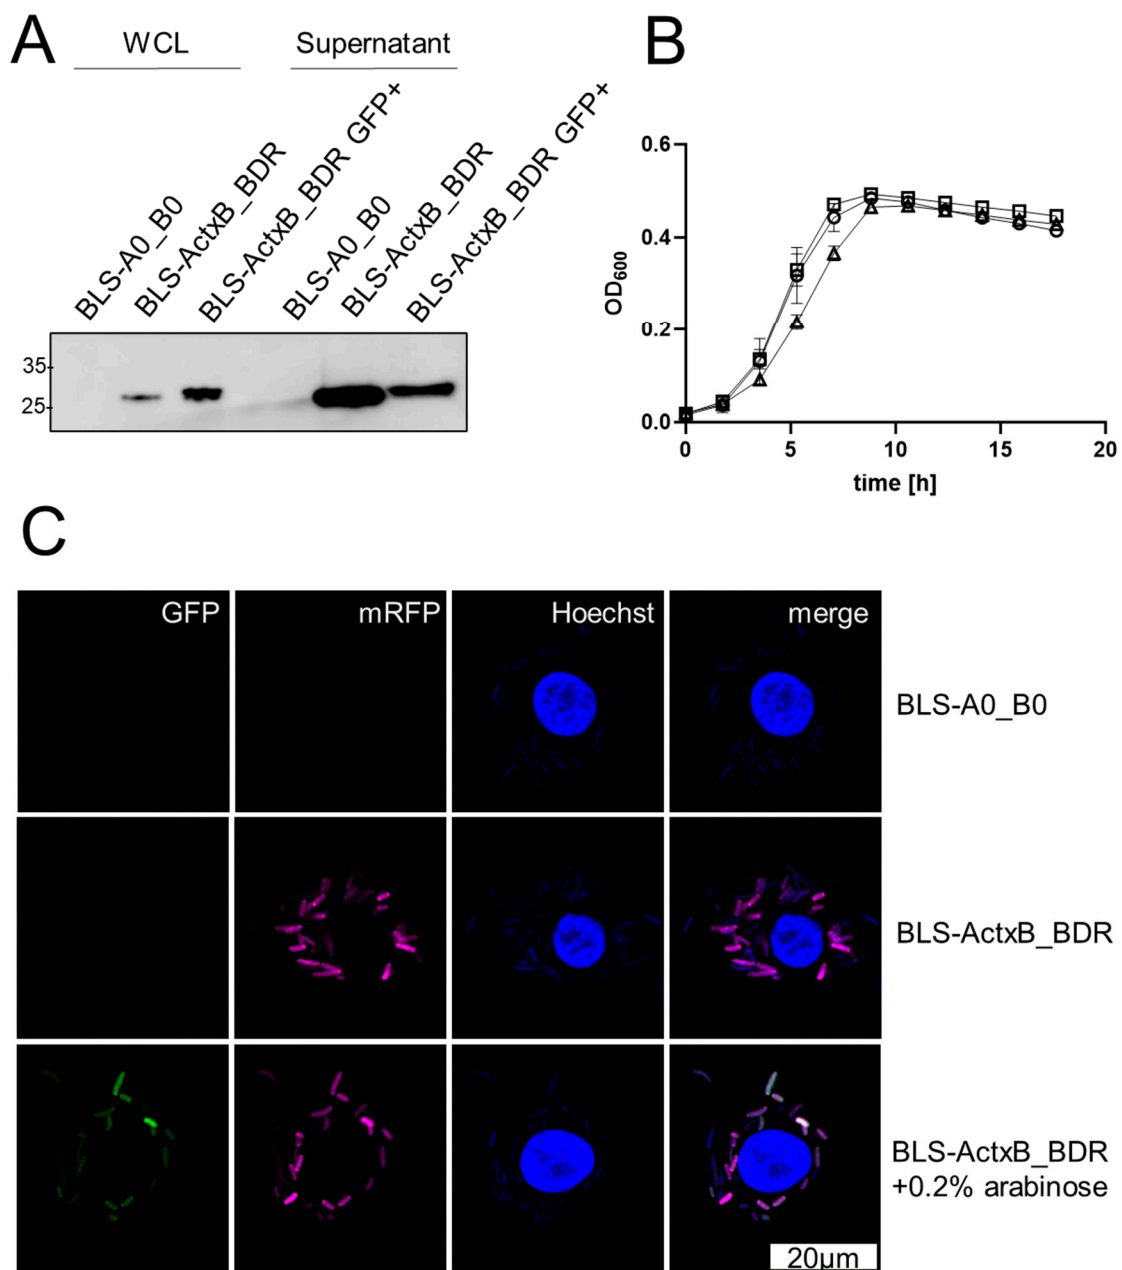 A
WCL
Supernatant
BLS-A0_B0
BLS-ActxB_BDR
BLS-ActxB_BDR GFP+
BLS-A0_B0
BLS-ActxB_BDR
BLS-ActxB_BDR GFP+
35-
25-
B
0.6
0.4
0.2
0.0
OD600
0
5
10
15
20
time [h]
C
GFP
mRFP
Hoechst
merge
BLS-A0_B0
BLS-ActxB_BDR
BLS-ActxB_BDR
+0.2% arabinose
20µm